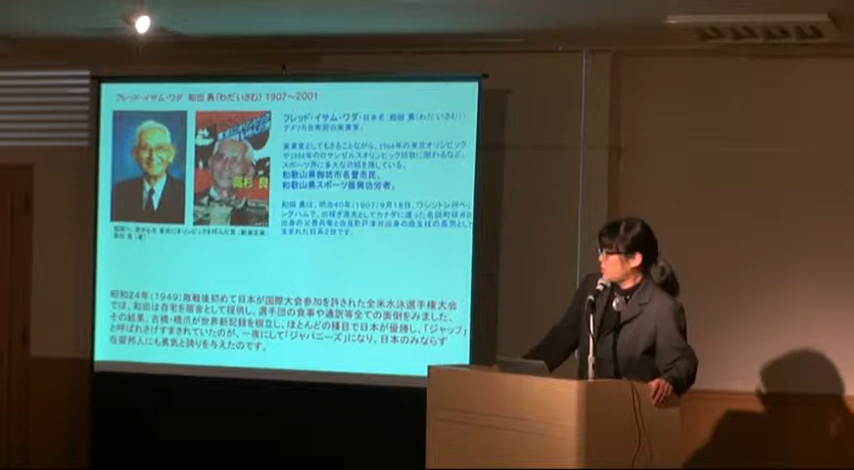 フレッド・イサム・ワダ 和田 勇(わだいさむ) 1907～2001
フレッド・イサム・ワダ・日本名、和田 勇(わだいさむ)
アメリカ在住の実業家。
実業家としてもさることながら、1964年の東京オリンピック
や1984年のロサンゼルスオリンピック招致に関わるなど、
スポーツ界に多大な功績を残している。
和歌山県御坊市名誉市民。
和歌山県スポーツ振興功労者。
和田 勇は、明治40年(1907)9月18日、ワシントン州ベリ
ングハムで、出稼ぎ漁夫としてカナダに渡った名田町
出身の父
生まれた日系2世です。
東京にオリンピックを呼んだ男
高杉 良
昭和24年(1949)敗戦後初めて日本が国際大会参加を許された全米水泳選手権大会
では、和田は自宅を宿舎として提供し、選手団の食事や通訳等全ての面倒をみました。
その結果、古橋・橋爪が世界新記録を樹立し、ほとんどの種目で日本が優勝し、「ジャップ」
と呼ばれさげすまされていたのが、一夜にして「ジャパニーズ」になり、日本のみならず
在留邦人にも勇気と誇りを与えたのです。